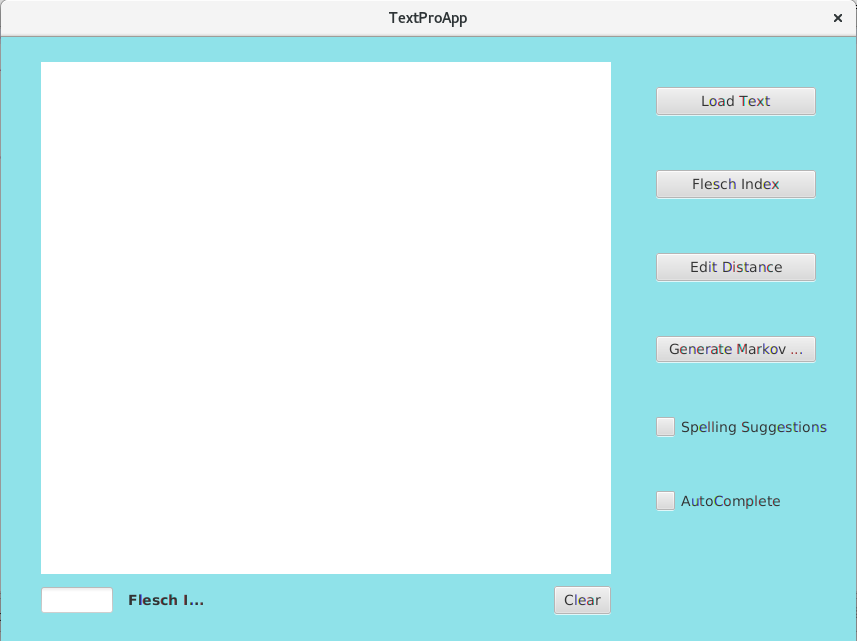 TextProApp
Load Text
Flesch Index
Edit Distance
Generate Markov ...
Spelling Suggestions
AutoComplete
Flesch I...
Clear